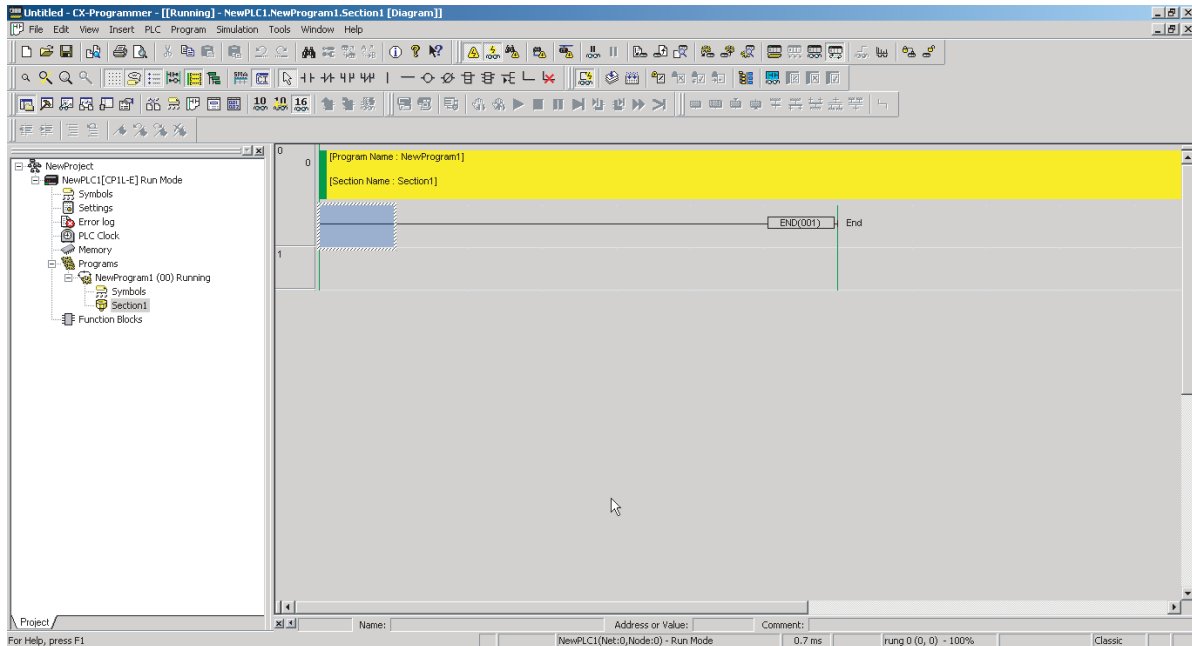 Untitled - CX-Programmer - [[Running] - NewPLC1.NewProgram1.Section1 [Diagram]]
File Edit View Insert PLC Program Simulation Tools Window Help
10 10 16
NewProject
NewPLC1[CP1L-E] Run Mode
Symbols
Settings
Error log
PLC Clock
Memory
Programs
NewProgram1 (00) Running
Symbols
Section1
Function Blocks
Project
0
0
[Program Name : NewProgram1]
[Section Name : Section1]
END(001) End
1
Name: Address or Value: Comment:
For Help, press F1 NewPLC1(Net:0,Node:0) - Run Mode 0.7 ms rung 0 (0, 0) - 100% Classic